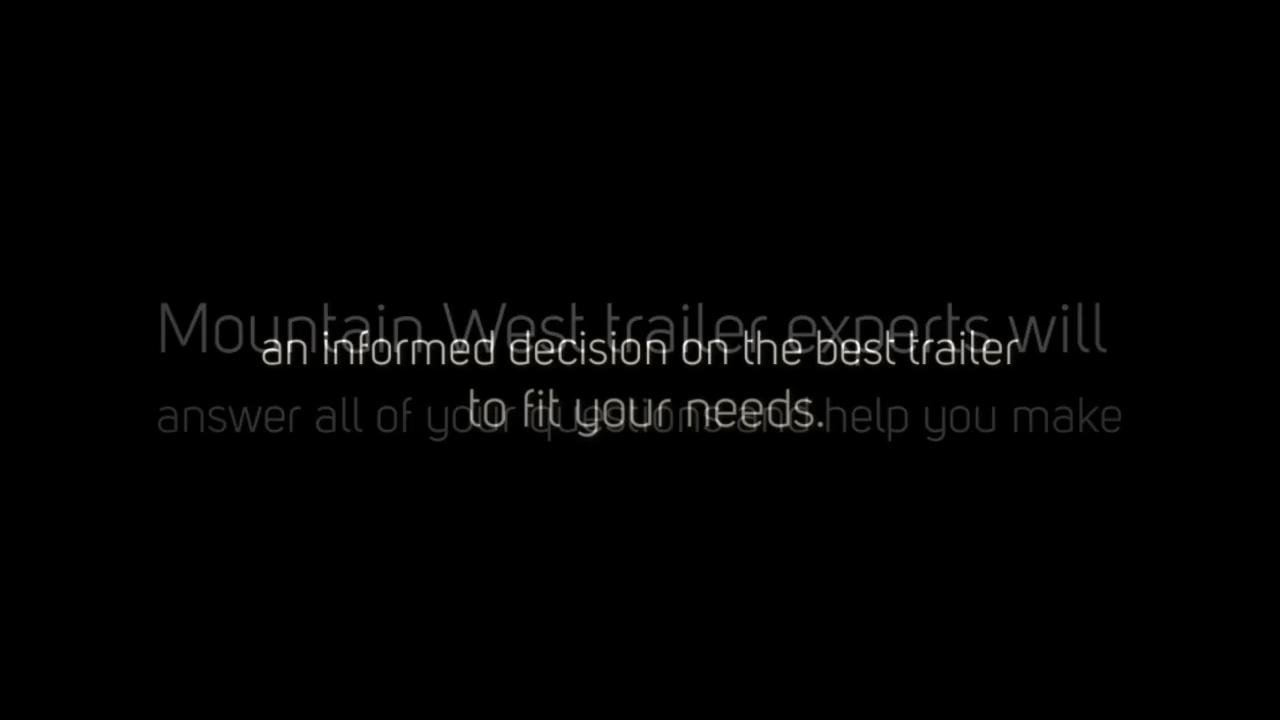 Mountain West trailer experts will
answer all of your questions and help you make
an informed decision on the best trailer
to fit your needs.